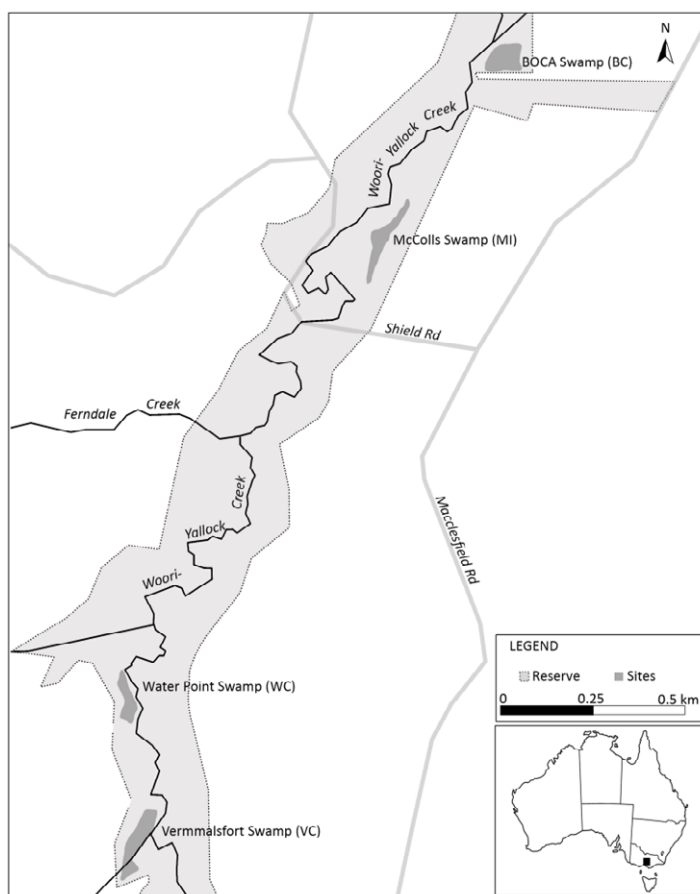 N
BOCA Swamp (BC)
Woori-
Yallock
Creek
McColls Swamp (MI)
Shield Rd
Ferndale
Creek
Creek
Yallock
Woori-
Macclesfield Rd
LEGEND
Reserve
Sites
0
0.25
0.5 km
Water Point Swamp (WC)
Vermmalsfort Swamp (VC)